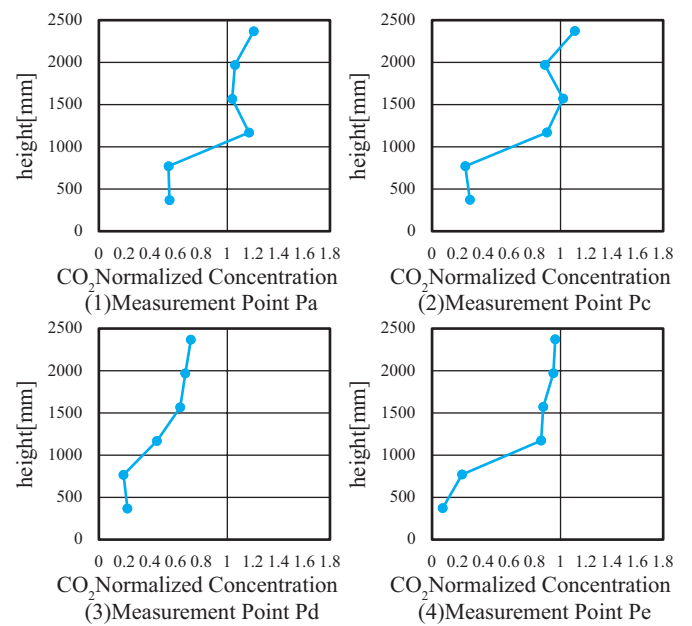 2500
2000
1500
1000
500
0
height[mm]
0 0.2 0.4 0.6 0.8 1 1.2 1.4 1.6 1.8
CO₂Normalized Concentration
(1)Measurement Point Pa
2500
2000
1500
1000
500
0
height[mm]
0 0.2 0.4 0.6 0.8 1 1.2 1.4 1.6 1.8
CO₂Normalized Concentration
(2)Measurement Point Pc
2500
2000
1500
1000
500
0
height[mm]
0 0.2 0.4 0.6 0.8 1 1.2 1.4 1.6 1.8
CO₂Normalized Concentration
(3)Measurement Point Pd
2500
2000
1500
1000
500
0
height[mm]
0 0.2 0.4 0.6 0.8 1 1.2 1.4 1.6 1.8
CO₂Normalized Concentration
(4)Measurement Point Pe